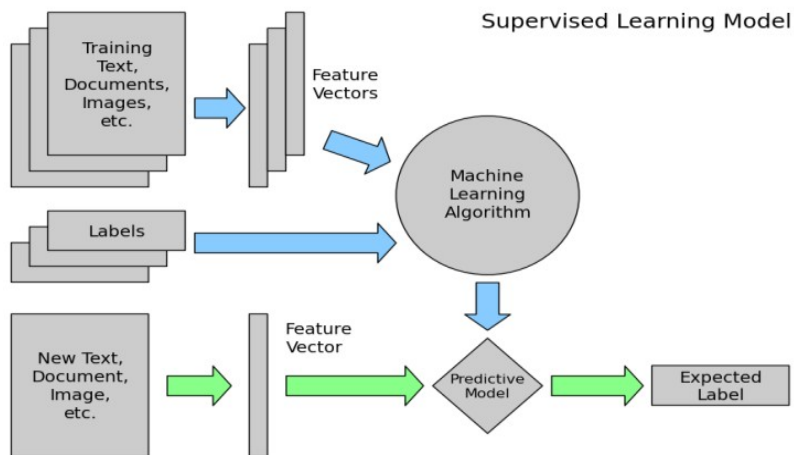 Supervised Learning Model
Training
Text,
Documents,
Images,
etc.
Feature
Vectors
Machine
Learning
Algorithm
Labels
Feature
Vector
New Text,
Document,
Image,
etc.
Predictive
Model
Expected
Label